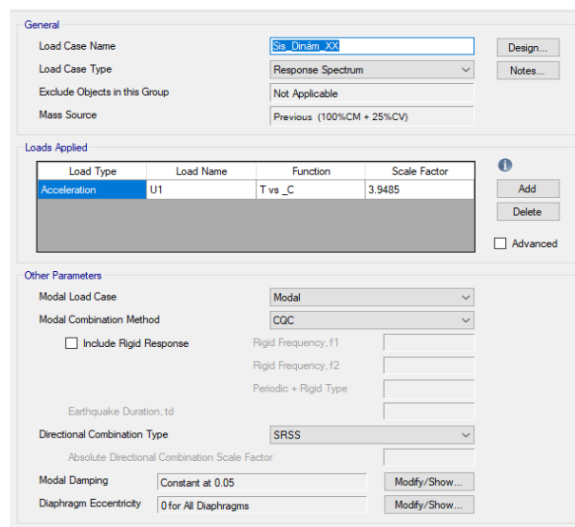 General
Load Case Name Sis_Dinám_XX Design...
Load Case Type Response Spectrum Notes...
Exclude Objects in this Group Not Applicable
Mass Source Previous (100%CM + 25%CV)
Loads Applied
Load Type Load Name Function Scale Factor
Acceleration U1 T vs _C 3.9485 Add
Delete
Advanced
Other Parameters
Modal Load Case Modal
Modal Combination Method CQC
Include Rigid Response Rigid Frequency, f1
Rigid Frequency, f2
Periodic + Rigid Type
Earthquake Duration, td
Directional Combination Type SRSS
Absolute Directional Combination Scale Factor
Modal Damping Constant at 0.05 Modify/Show...
Diaphragm Eccentricity 0 for All Diaphragms Modify/Show...